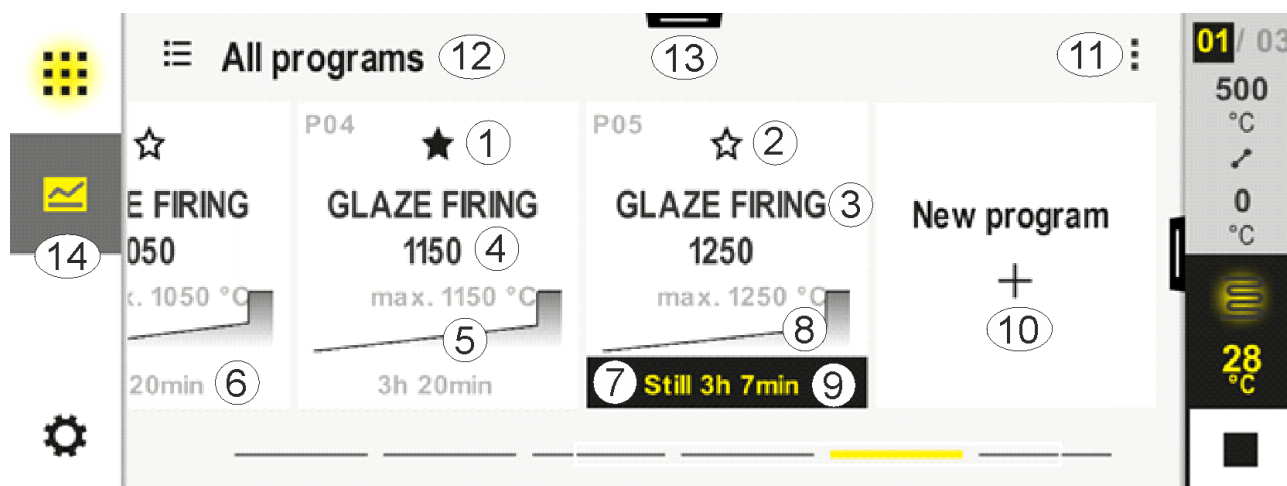 All programs 12
13
11
01/ 03
500
°C
0
°C
28
°C
14
E FIRING
050
x. 1050 °C
20min 6
P04
1
GLAZE FIRING
1150 4
max. 1150 °C
5
3h 20min
P05
2
GLAZE FIRING 3
1250
max. 1250 °C
8
7 Still 3h 7min 9
New program
+
10